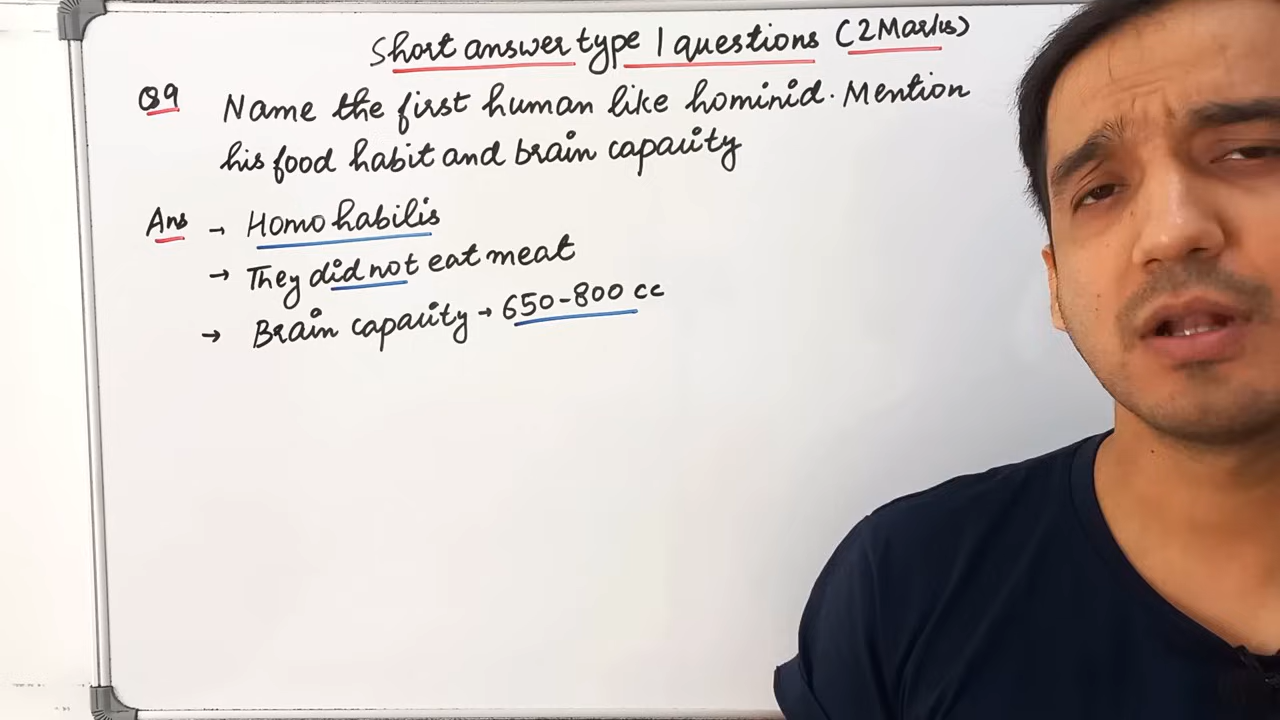 Short answer type 1 questions (2Marks)
Q9 Name the first human like hominid. Mention
his food habit and brain capacity
Ans → Homo habilis
→ They did not eat meat
→ Brain capacity → 650-800 cc